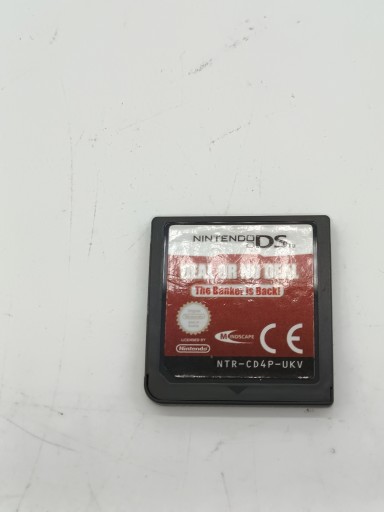 NINTENDO DS
DEAL OR NO DEAL
The Banker is Back!
LICENSED BY
Nintendo
MINDSCAPE
CE
NTR-CD4P-UKV